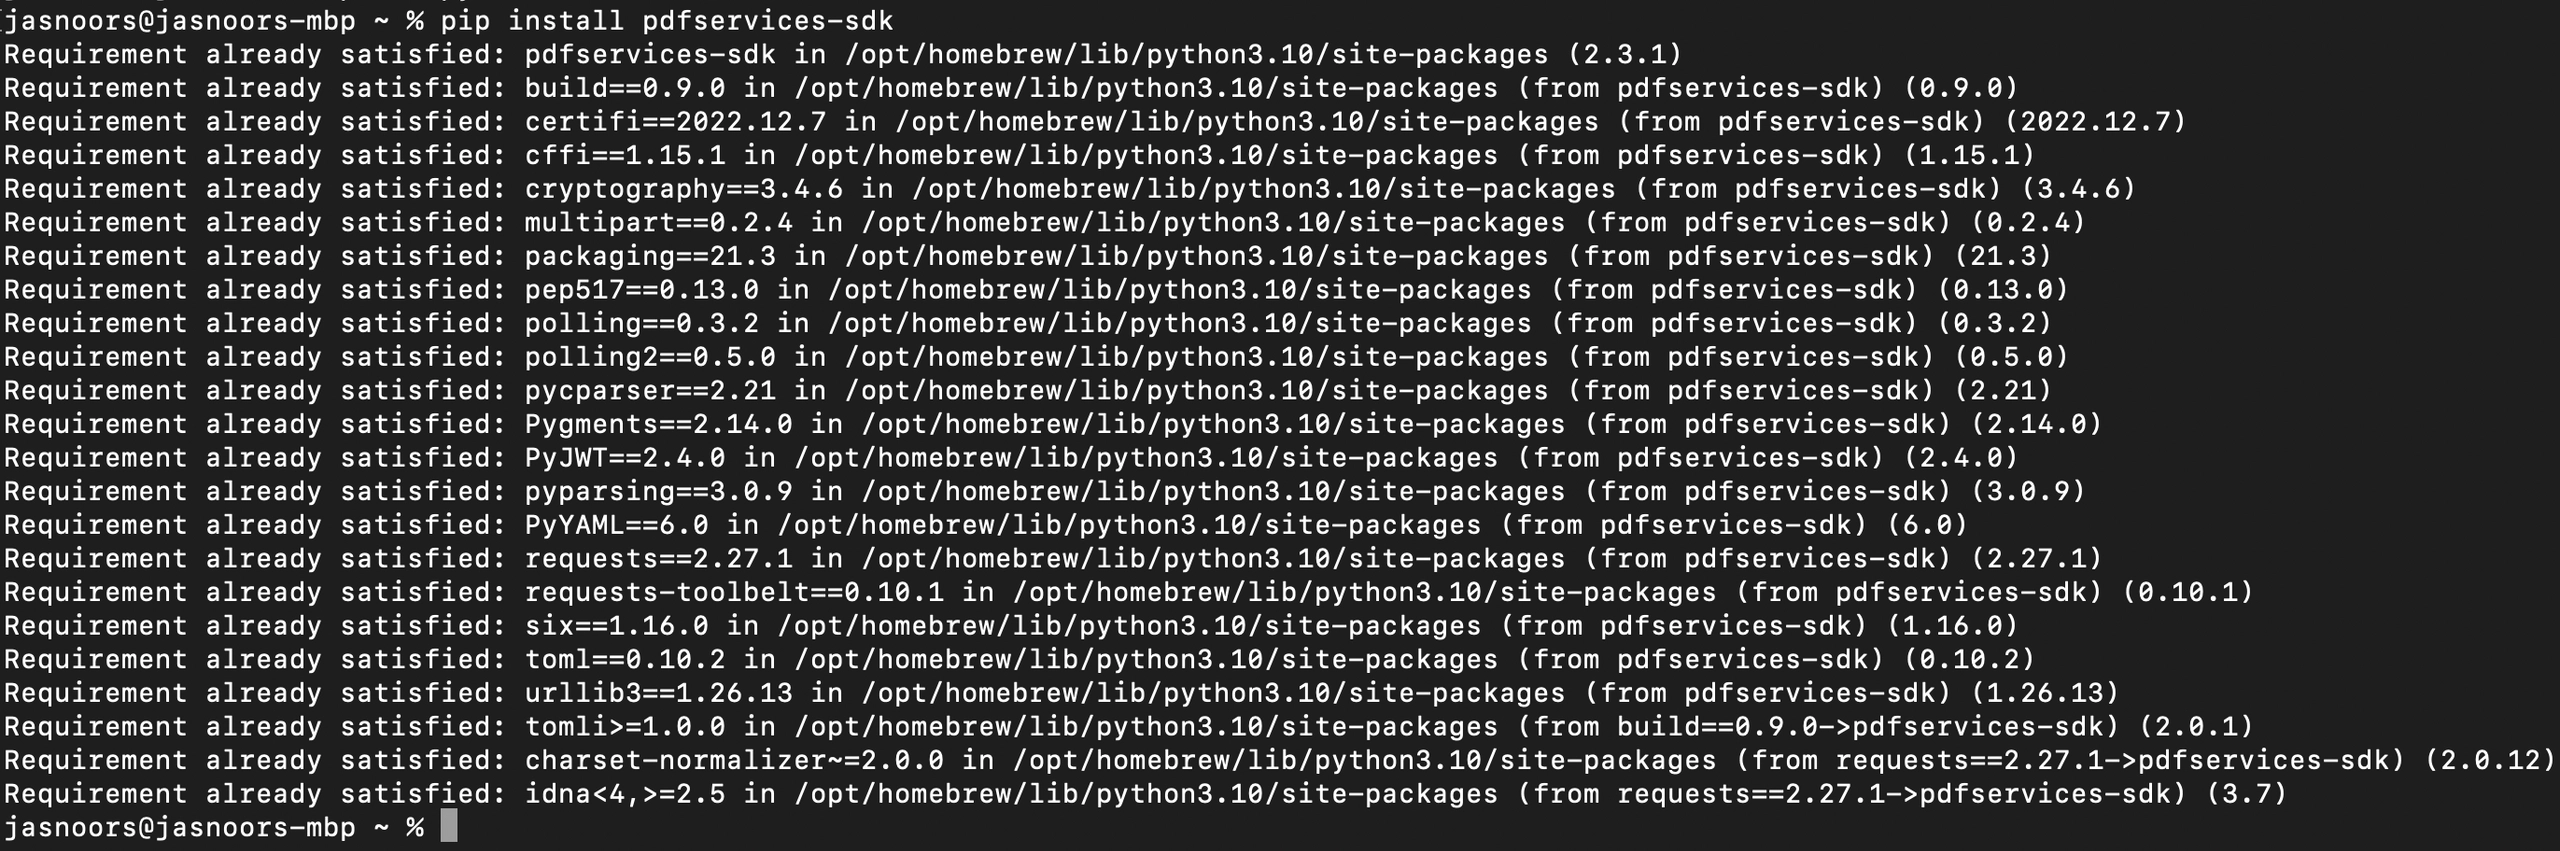 jasnoors@jasnoors-mbp ~ % pip install pdfservices-sdk
Requirement already satisfied: pdfservices-sdk in /opt/homebrew/lib/python3.10/site-packages (2.3.1)
Requirement already satisfied: build==0.9.0 in /opt/homebrew/lib/python3.10/site-packages (from pdfservices-sdk) (0.9.0)
Requirement already satisfied: certifi==2022.12.7 in /opt/homebrew/lib/python3.10/site-packages (from pdfservices-sdk) (2022.12.7)
Requirement already satisfied: cffi==1.15.1 in /opt/homebrew/lib/python3.10/site-packages (from pdfservices-sdk) (1.15.1)
Requirement already satisfied: cryptography==3.4.6 in /opt/homebrew/lib/python3.10/site-packages (from pdfservices-sdk) (3.4.6)
Requirement already satisfied: multipart==0.2.4 in /opt/homebrew/lib/python3.10/site-packages (from pdfservices-sdk) (0.2.4)
Requirement already satisfied: packaging==21.3 in /opt/homebrew/lib/python3.10/site-packages (from pdfservices-sdk) (21.3)
Requirement already satisfied: pep517==0.13.0 in /opt/homebrew/lib/python3.10/site-packages (from pdfservices-sdk) (0.13.0)
Requirement already satisfied: polling==0.3.2 in /opt/homebrew/lib/python3.10/site-packages (from pdfservices-sdk) (0.3.2)
Requirement already satisfied: polling2==0.5.0 in /opt/homebrew/lib/python3.10/site-packages (from pdfservices-sdk) (0.5.0)
Requirement already satisfied: pycparser==2.21 in /opt/homebrew/lib/python3.10/site-packages (from pdfservices-sdk) (2.21)
Requirement already satisfied: Pygments==2.14.0 in /opt/homebrew/lib/python3.10/site-packages (from pdfservices-sdk) (2.14.0)
Requirement already satisfied: PyJWT==2.4.0 in /opt/homebrew/lib/python3.10/site-packages (from pdfservices-sdk) (2.4.0)
Requirement already satisfied: pyparsing==3.0.9 in /opt/homebrew/lib/python3.10/site-packages (from pdfservices-sdk) (3.0.9)
Requirement already satisfied: PyYAML==6.0 in /opt/homebrew/lib/python3.10/site-packages (from pdfservices-sdk) (6.0)
Requirement already satisfied: requests==2.27.1 in /opt/homebrew/lib/python3.10/site-packages (from pdfservices-sdk) (2.27.1)
Requirement already satisfied: requests-toolbelt==0.10.1 in /opt/homebrew/lib/python3.10/site-packages (from pdfservices-sdk) (0.10.1)
Requirement already satisfied: six==1.16.0 in /opt/homebrew/lib/python3.10/site-packages (from pdfservices-sdk) (1.16.0)
Requirement already satisfied: toml==0.10.2 in /opt/homebrew/lib/python3.10/site-packages (from pdfservices-sdk) (0.10.2)
Requirement already satisfied: urllib3==1.26.13 in /opt/homebrew/lib/python3.10/site-packages (from pdfservices-sdk) (1.26.13)
Requirement already satisfied: tomli>=1.0.0 in /opt/homebrew/lib/python3.10/site-packages (from build==0.9.0->pdfservices-sdk) (2.0.1)
Requirement already satisfied: charset-normalizer~=2.0.0 in /opt/homebrew/lib/python3.10/site-packages (from requests==2.27.1->pdfservices-sdk) (2.0.12)
Requirement already satisfied: idna<4,>=2.5 in /opt/homebrew/lib/python3.10/site-packages (from requests==2.27.1->pdfservices-sdk) (3.7)
jasnoors@jasnoors-mbp ~ %